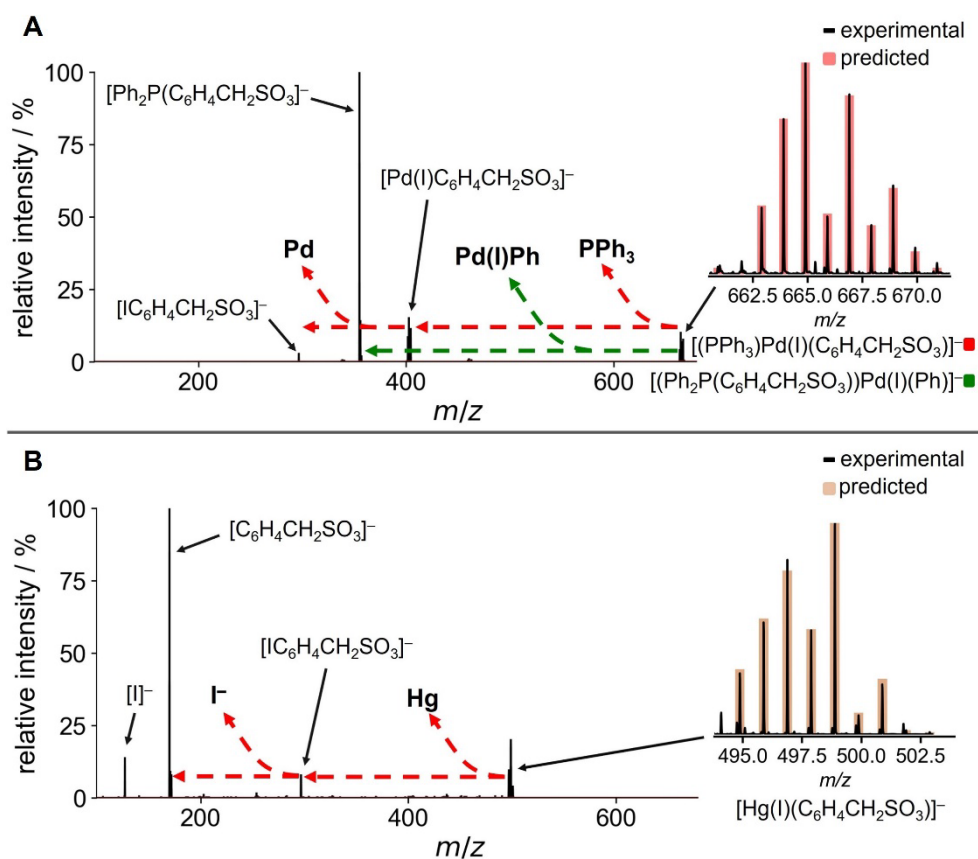 A
experimental
predicted
relative intensity / %
100
75
50
25
0
[Ph₂P(C₆H₄CH₂SO₃]⁻
[Pd(I)C₆H₄CH₂SO₃]⁻
Pd
Pd(I)Ph
PPh₃
[IC₆H₄CH₂SO₃]⁻
662.5 665.0 667.5 670.0
m/z
[(PPh₃)Pd(I)(C₆H₄CH₂SO₃)]⁻
[(Ph₂P(C₆H₄CH₂SO₃))Pd(I)(Ph)]⁻
200 400 600
m/z
B
experimental
predicted
relative intensity / %
100
75
50
25
0
[C₆H₄CH₂SO₃]⁻
[IC₆H₄CH₂SO₃]⁻
[I]⁻
I⁻
Hg
495.0 497.5 500.0 502.5
m/z
[Hg(I)(C₆H₄CH₂SO₃)]⁻
200 400 600
m/z